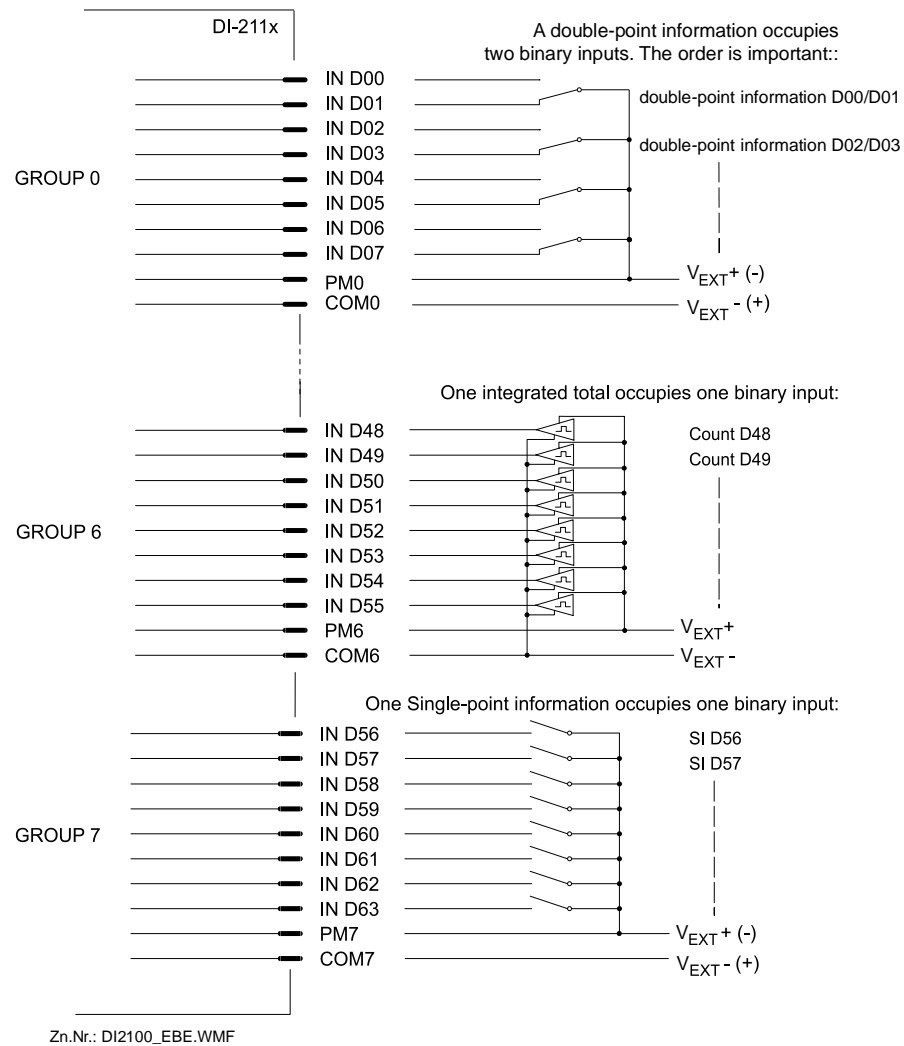 DI-211x
A double-point information occupies
two binary inputs. The order is important::
IN D00
IN D01
double-point information D00/D01
IN D02
IN D03
double-point information D02/D03
GROUP 0
IN D04
IN D05
IN D06
IN D07
PM0
VEXT+ (-)
COM0
VEXT - (+)
One integrated total occupies one binary input:
IN D48
Count D48
IN D49
Count D49
IN D50
IN D51
GROUP 6
IN D52
IN D53
IN D54
IN D55
PM6
VEXT+
COM6
VEXT -
One Single-point information occupies one binary input:
IN D56
SI D56
IN D57
SI D57
IN D58
IN D59
GROUP 7
IN D60
IN D61
IN D62
IN D63
PM7
VEXT + (-)
COM7
VEXT - (+)
Zn.Nr.: DI2100_EBE.WMF